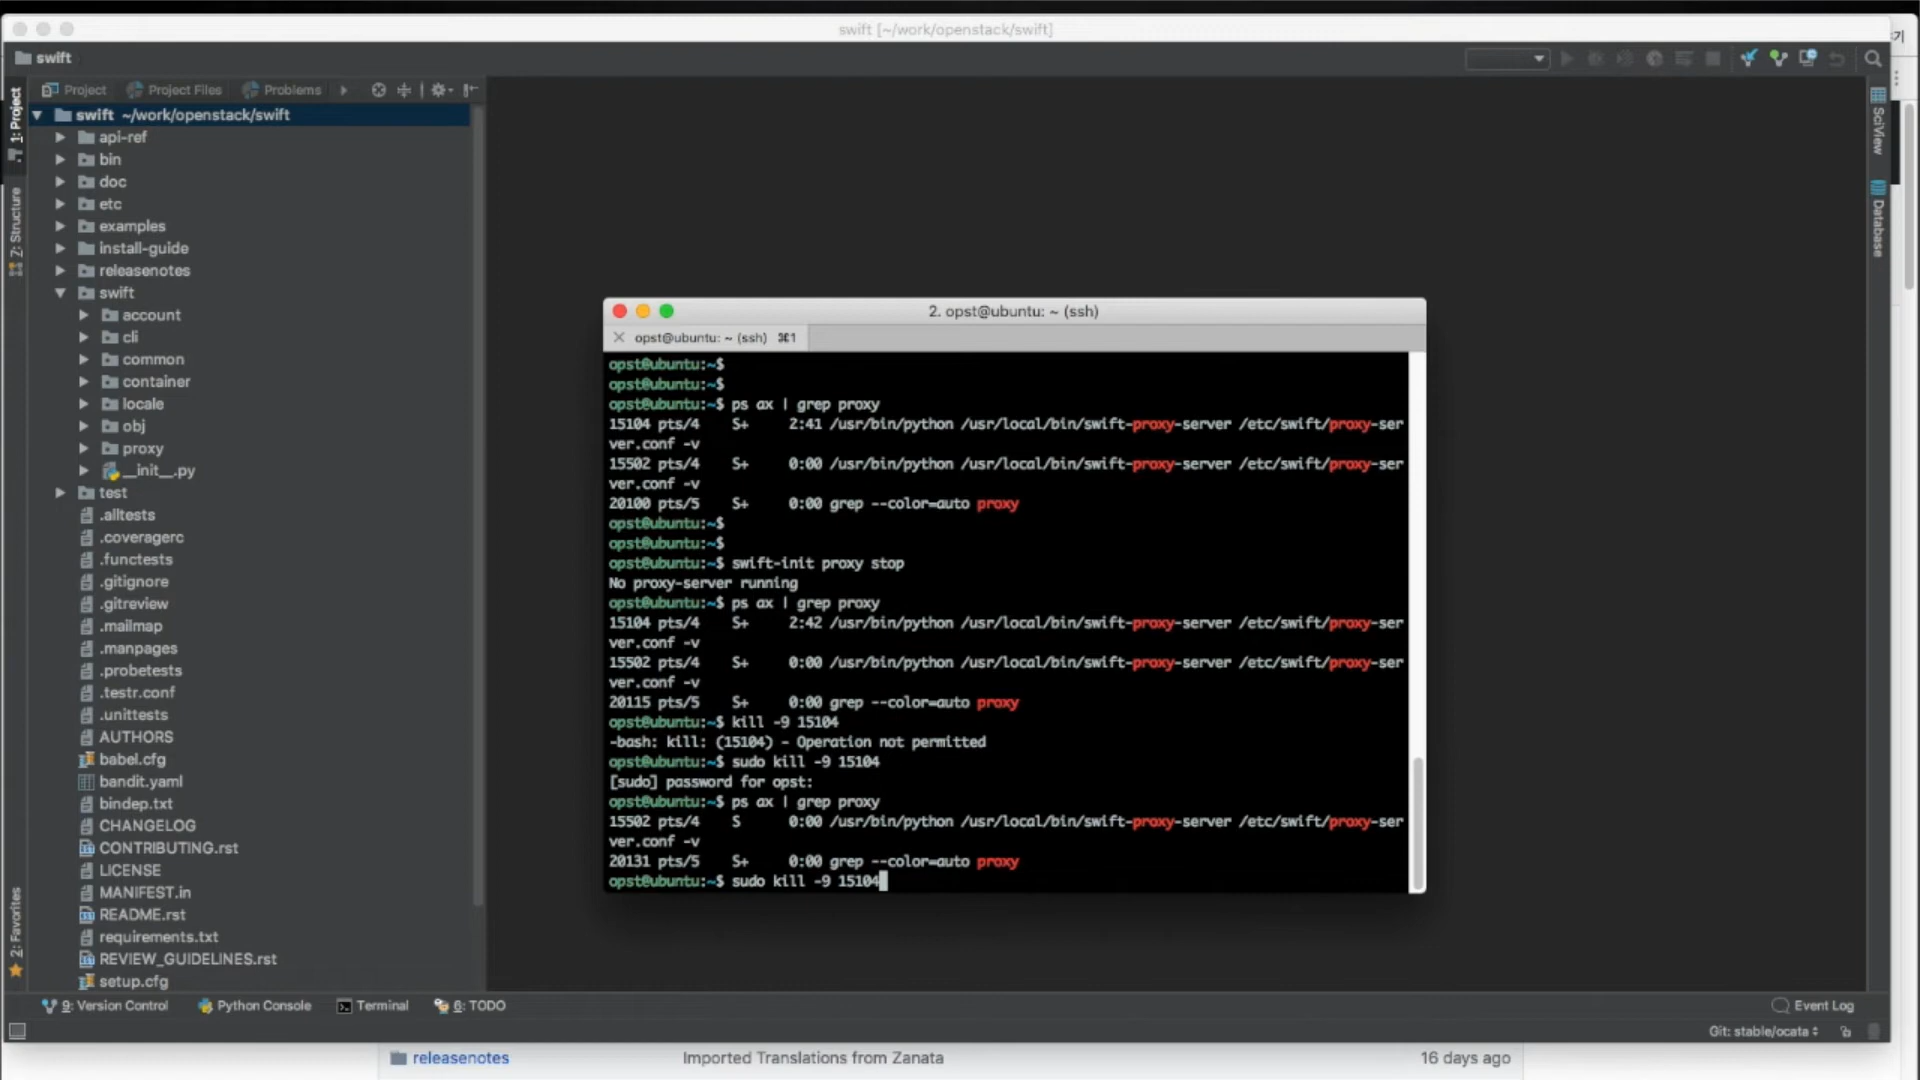 swift [~/work/openstack/swift]
swift
Project
Project Files
Problems
1: Project
7: Structure
2: Favorites
swift ~/work/openstack/swift
api-ref
bin
doc
etc
examples
install-guide
releasenotes
swift
account
cli
common
container
locale
obj
proxy
__init__.py
test
.alltests
.coveragerc
.functests
.gitignore
.gitreview
.mailmap
.manpages
.probetests
.testr.conf
.unittests
AUTHORS
babel.cfg
bandit.yaml
bindep.txt
CHANGELOG
CONTRIBUTING.rst
LICENSE
MANIFEST.in
README.rst
requirements.txt
REVIEW_GUIDELINES.rst
setup.cfg
2. opst@ubuntu: ~ (ssh)
opst@ubuntu: ~ (ssh) ⌘1
opst@ubuntu:~$
opst@ubuntu:~$
opst@ubuntu:~$ ps ax | grep proxy
15104 pts/4 S+ 2:41 /usr/bin/python /usr/local/bin/swift-proxy-server /etc/swift/proxy-ser
ver.conf -v
15502 pts/4 S+ 0:00 /usr/bin/python /usr/local/bin/swift-proxy-server /etc/swift/proxy-ser
ver.conf -v
20100 pts/5 S+ 0:00 grep --color=auto proxy
opst@ubuntu:~$
opst@ubuntu:~$
opst@ubuntu:~$ swift-init proxy stop
No proxy-server running
opst@ubuntu:~$ ps ax | grep proxy
15104 pts/4 S+ 2:42 /usr/bin/python /usr/local/bin/swift-proxy-server /etc/swift/proxy-ser
ver.conf -v
15502 pts/4 S+ 0:00 /usr/bin/python /usr/local/bin/swift-proxy-server /etc/swift/proxy-ser
ver.conf -v
20115 pts/5 S+ 0:00 grep --color=auto proxy
opst@ubuntu:~$ kill -9 15104
-bash: kill: (15104) - Operation not permitted
opst@ubuntu:~$ sudo kill -9 15104
[sudo] password for opst:
opst@ubuntu:~$ ps ax | grep proxy
15502 pts/4 S 0:00 /usr/bin/python /usr/local/bin/swift-proxy-server /etc/swift/proxy-ser
ver.conf -v
20131 pts/5 S+ 0:00 grep --color=auto proxy
opst@ubuntu:~$ sudo kill -9 15104
SciView
Database
9: Version Control
Python Console
Terminal
6: TODO
Event Log
Git: stable/ocata
releasenotes
Imported Translations from Zanata
16 days ago